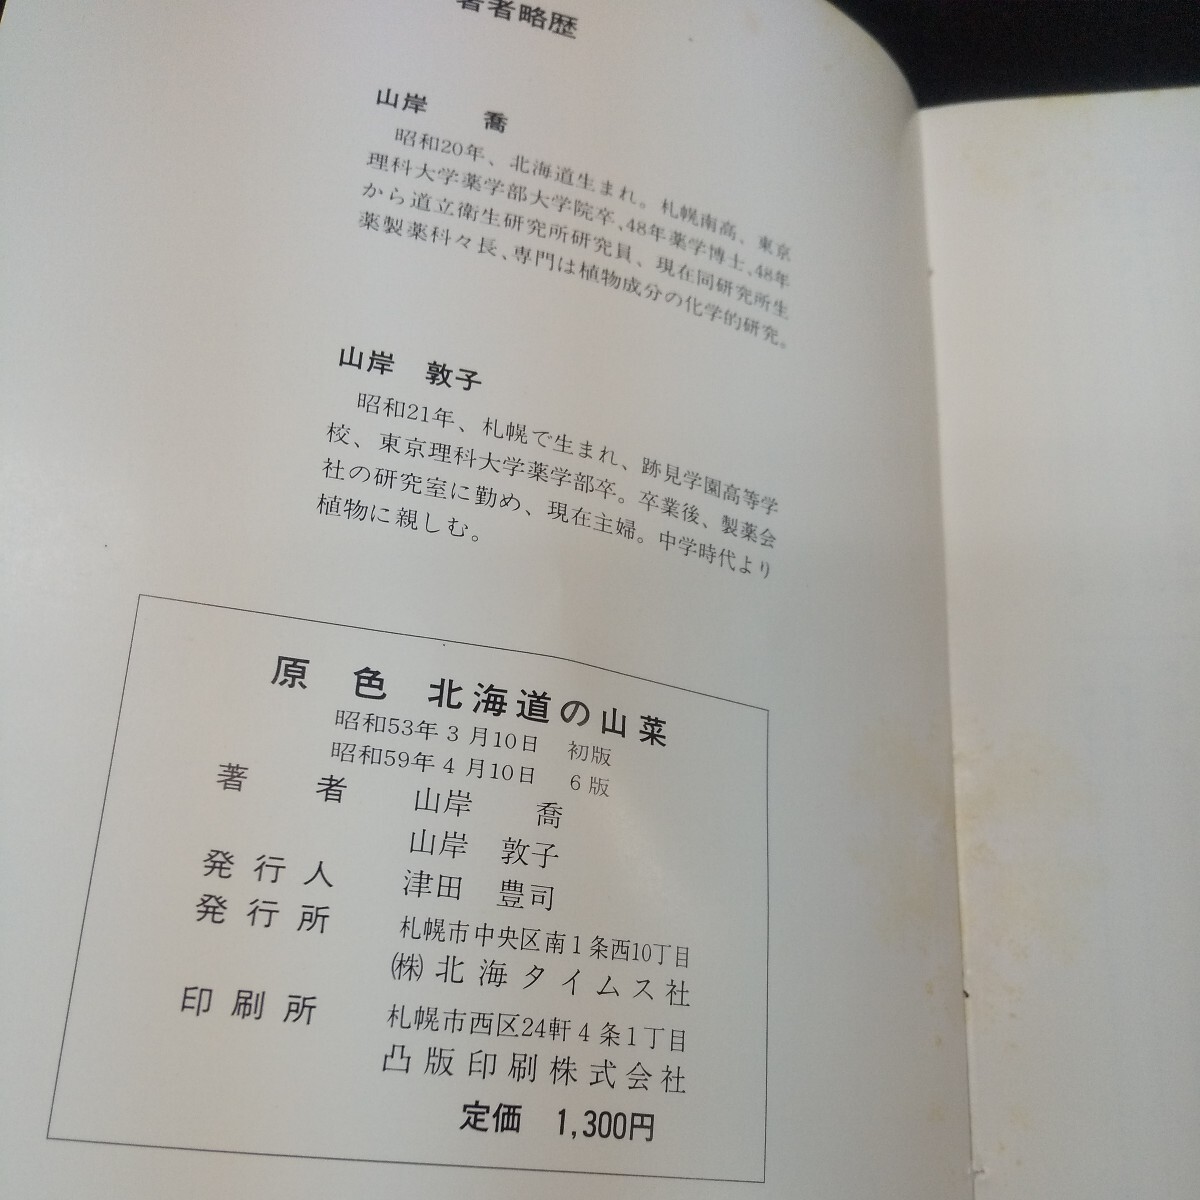 著者略歴
山岸　喬
昭和20年、北海道生まれ。札幌南高、東京
理科大学薬学部大学院卒、48年薬学博士、48年
から道立衛生研究所研究員、現在同研究所生
薬製薬科々長、専門は植物成分の化学的研究。
山岸　敦子
昭和21年、札幌で生まれ、跡見学園高等学
校、東京理科大学薬学部卒。卒業後、製薬会
社の研究室に勤め、現在主婦。中学時代より
植物に親しむ。
原　色　北海道の山菜
昭和53年3月10日　初版
昭和59年4月10日　6版
著　者　山岸　喬
山岸　敦子
発行人　津田　豊司
発行所　札幌市中央区南1条西10丁目
㈱北海タイムス社
印刷所　札幌市西区24軒4条1丁目
凸版印刷株式会社
定価　1,300円